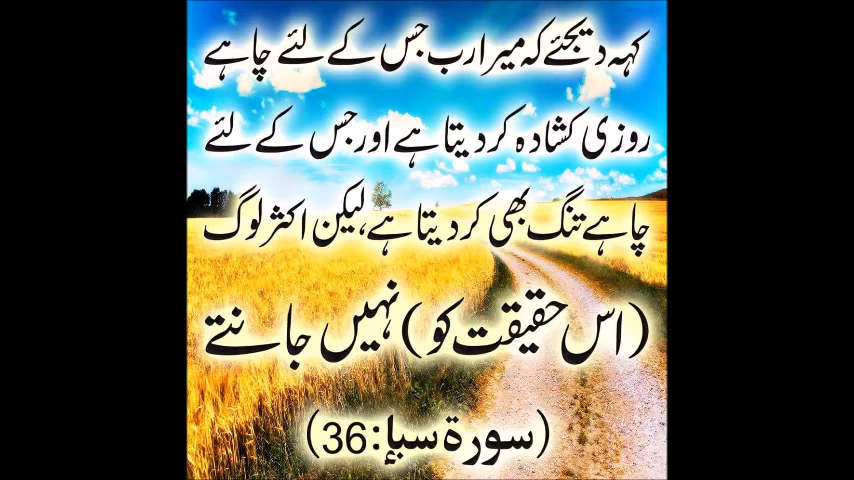 کہہ دیجئے کہ میرا رب جس کے لئے چاہے
روزی کشادہ کر دیتا ہے اور جس کے لئے
چاہے تنگ بھی کر دیتا ہے، لیکن اکثر لوگ
(اس حقیقت کو) نہیں جانتے
(سورۃ سبإ:36)